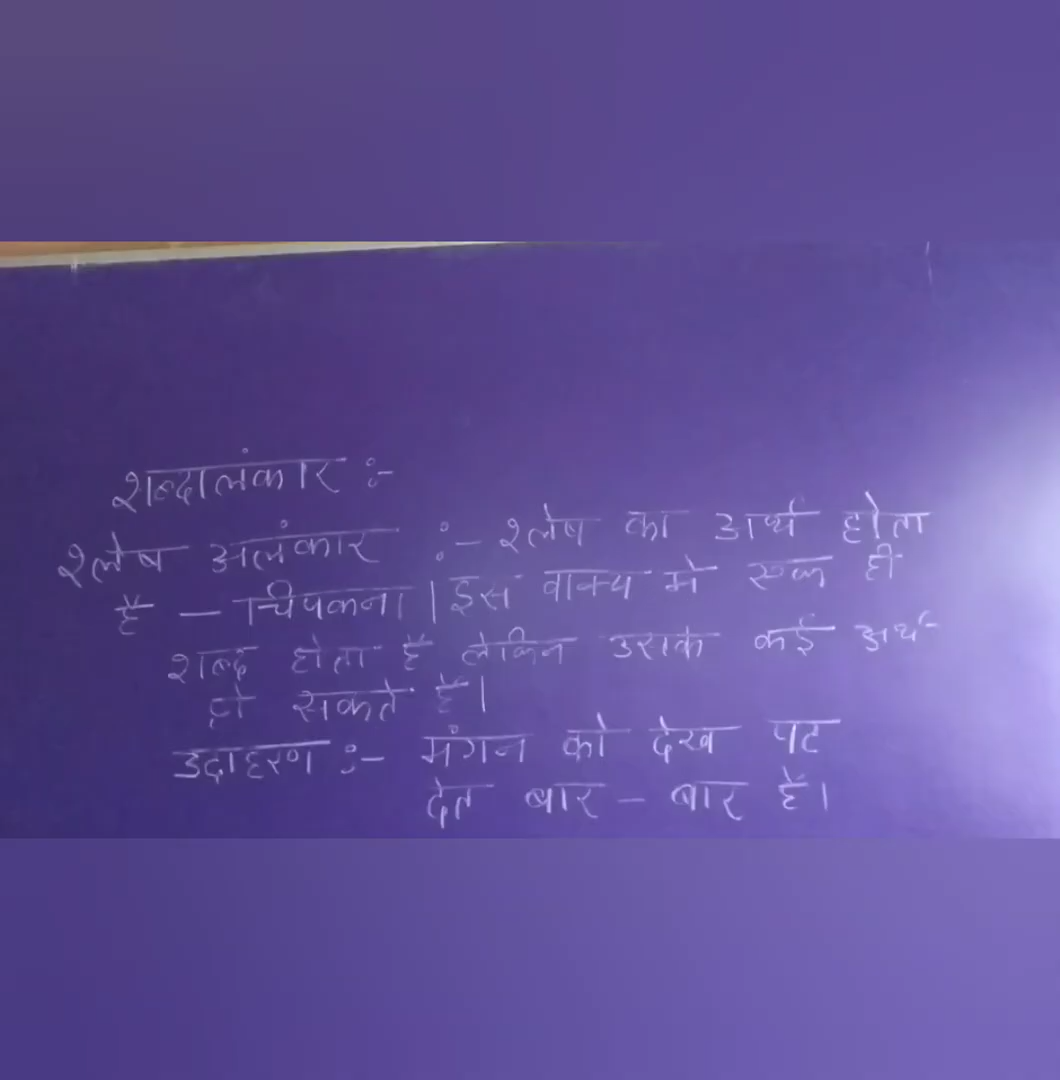 शब्दालंकार :-
श्लेष अलंकार :- श्लेष का अर्थ होता
है - चिपकना | इस वाक्य मे एक ही
शब्द होता है लेकिन उसके कई अर्थ
हो सकते है |
उदाहरण :- मंगन को देख पट
देत बार - बार है |